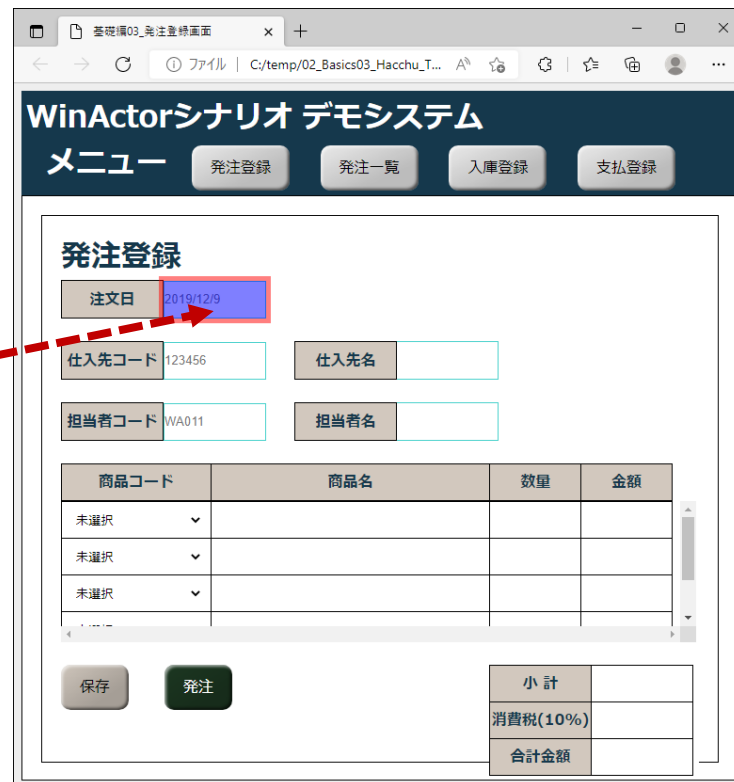 基礎編03_発注登録画面
ファイル | C:/temp/02_Basics03_Hacchu_T...
WinActorシナリオ デモシステム
メニュー 発注登録 発注一覧 入庫登録 支払登録
発注登録
注文日 2019/12/9
仕入先コード 123456 仕入先名
担当者コード WA011 担当者名
商品コード 商品名 数量 金額
未選択
未選択
未選択
保存 発注
小 計
消費税(10%)
合計金額